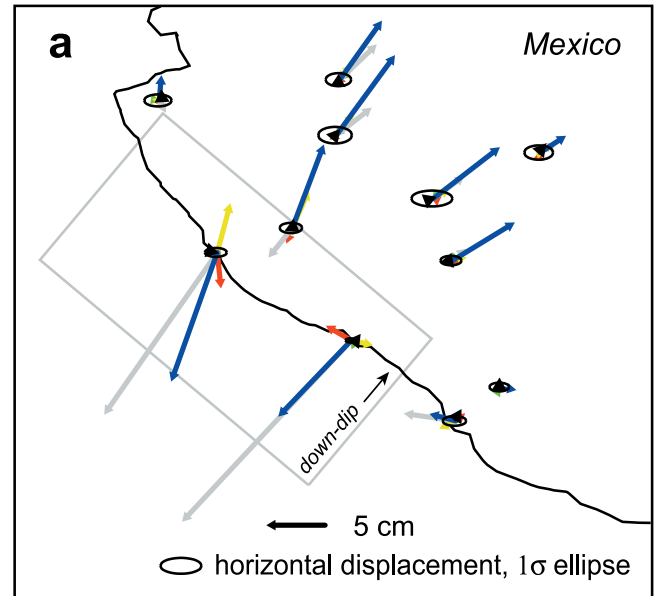 a
Mexico
down-dip
5 cm
horizontal displacement, 1σ ellipse